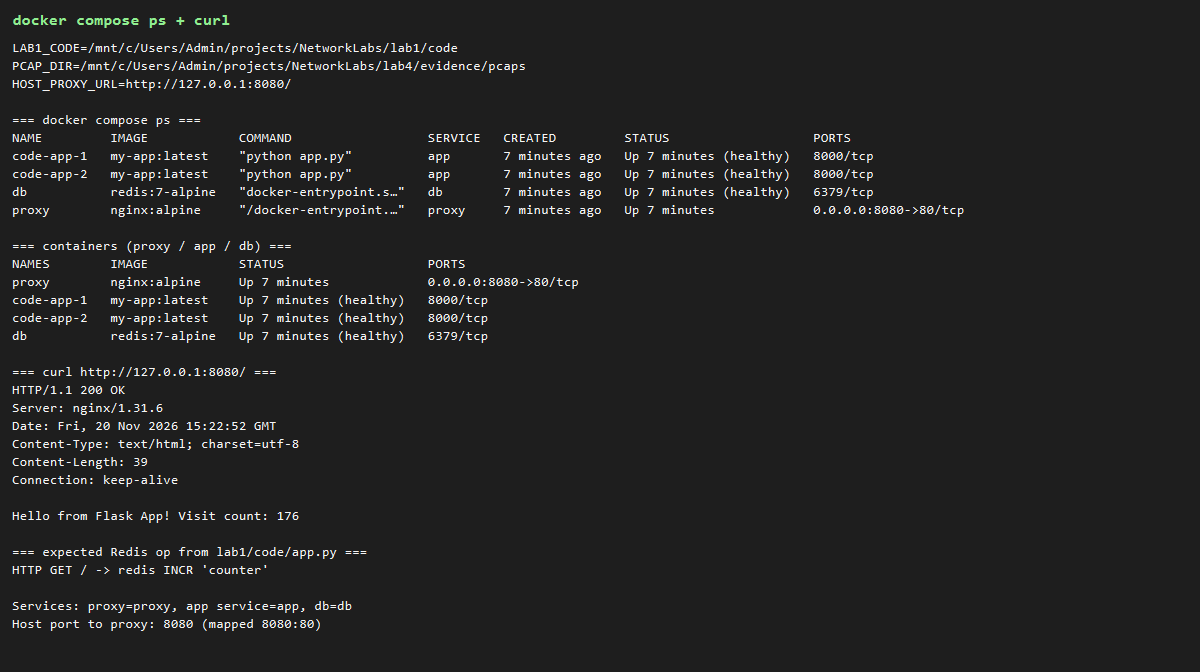 docker compose ps + curl
LAB1_CODE=/mnt/c/Users/Admin/projects/NetworkLabs/lab1/code
PCAP_DIR=/mnt/c/Users/Admin/projects/NetworkLabs/lab4/evidence/pcaps
HOST_PROXY_URL=http://127.0.0.1:8080/
=== docker compose ps ===
NAME IMAGE COMMAND SERVICE CREATED STATUS PORTS
code-app-1 my-app:latest "python app.py" app 7 minutes ago Up 7 minutes (healthy) 8000/tcp
code-app-2 my-app:latest "python app.py" app 7 minutes ago Up 7 minutes (healthy) 8000/tcp
db redis:7-alpine "docker-entrypoint.s…" db 7 minutes ago Up 7 minutes (healthy) 6379/tcp
proxy nginx:alpine "/docker-entrypoint.…" proxy 7 minutes ago Up 7 minutes 0.0.0.0:8080->80/tcp
=== containers (proxy / app / db) ===
NAMES IMAGE STATUS PORTS
proxy nginx:alpine Up 7 minutes 0.0.0.0:8080->80/tcp
code-app-1 my-app:latest Up 7 minutes (healthy) 8000/tcp
code-app-2 my-app:latest Up 7 minutes (healthy) 8000/tcp
db redis:7-alpine Up 7 minutes (healthy) 6379/tcp
=== curl http://127.0.0.1:8080/ ===
HTTP/1.1 200 OK
Server: nginx/1.31.6
Date: Fri, 20 Nov 2026 15:22:52 GMT
Content-Type: text/html; charset=utf-8
Content-Length: 39
Connection: keep-alive
Hello from Flask App! Visit count: 176
=== expected Redis op from lab1/code/app.py ===
HTTP GET / -> redis INCR 'counter'
Services: proxy=proxy, app service=app, db=db
Host port to proxy: 8080 (mapped 8080:80)